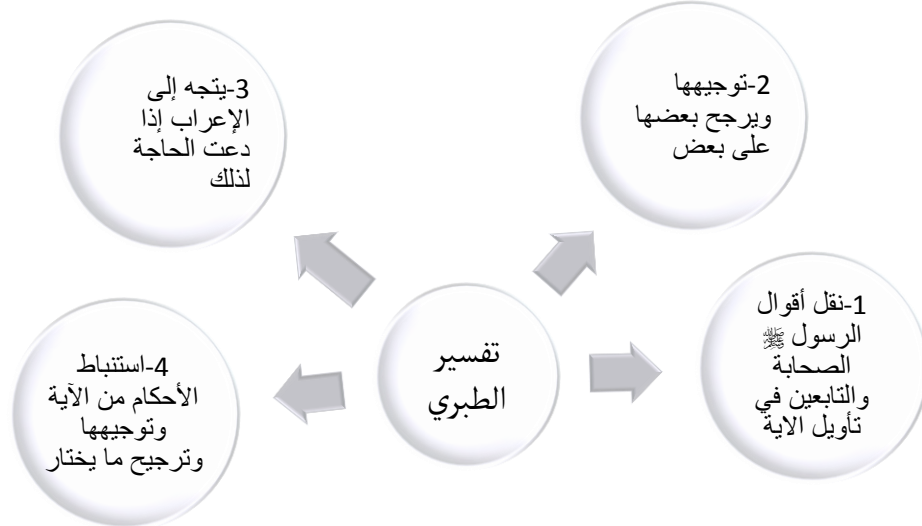 تفسير
الطبري
1-نقل أقوال
الرسول ﷺ
الصحابة
والتابعين في
تأويل الاية
2-توجيهها
ويرجح بعضها
على بعض
3-يتجه إلى
الإعراب إذا
دعت الحاجة
لذلك
4-استنباط
الأحكام من الآية
وتوجيهها
وترجيح ما يختار